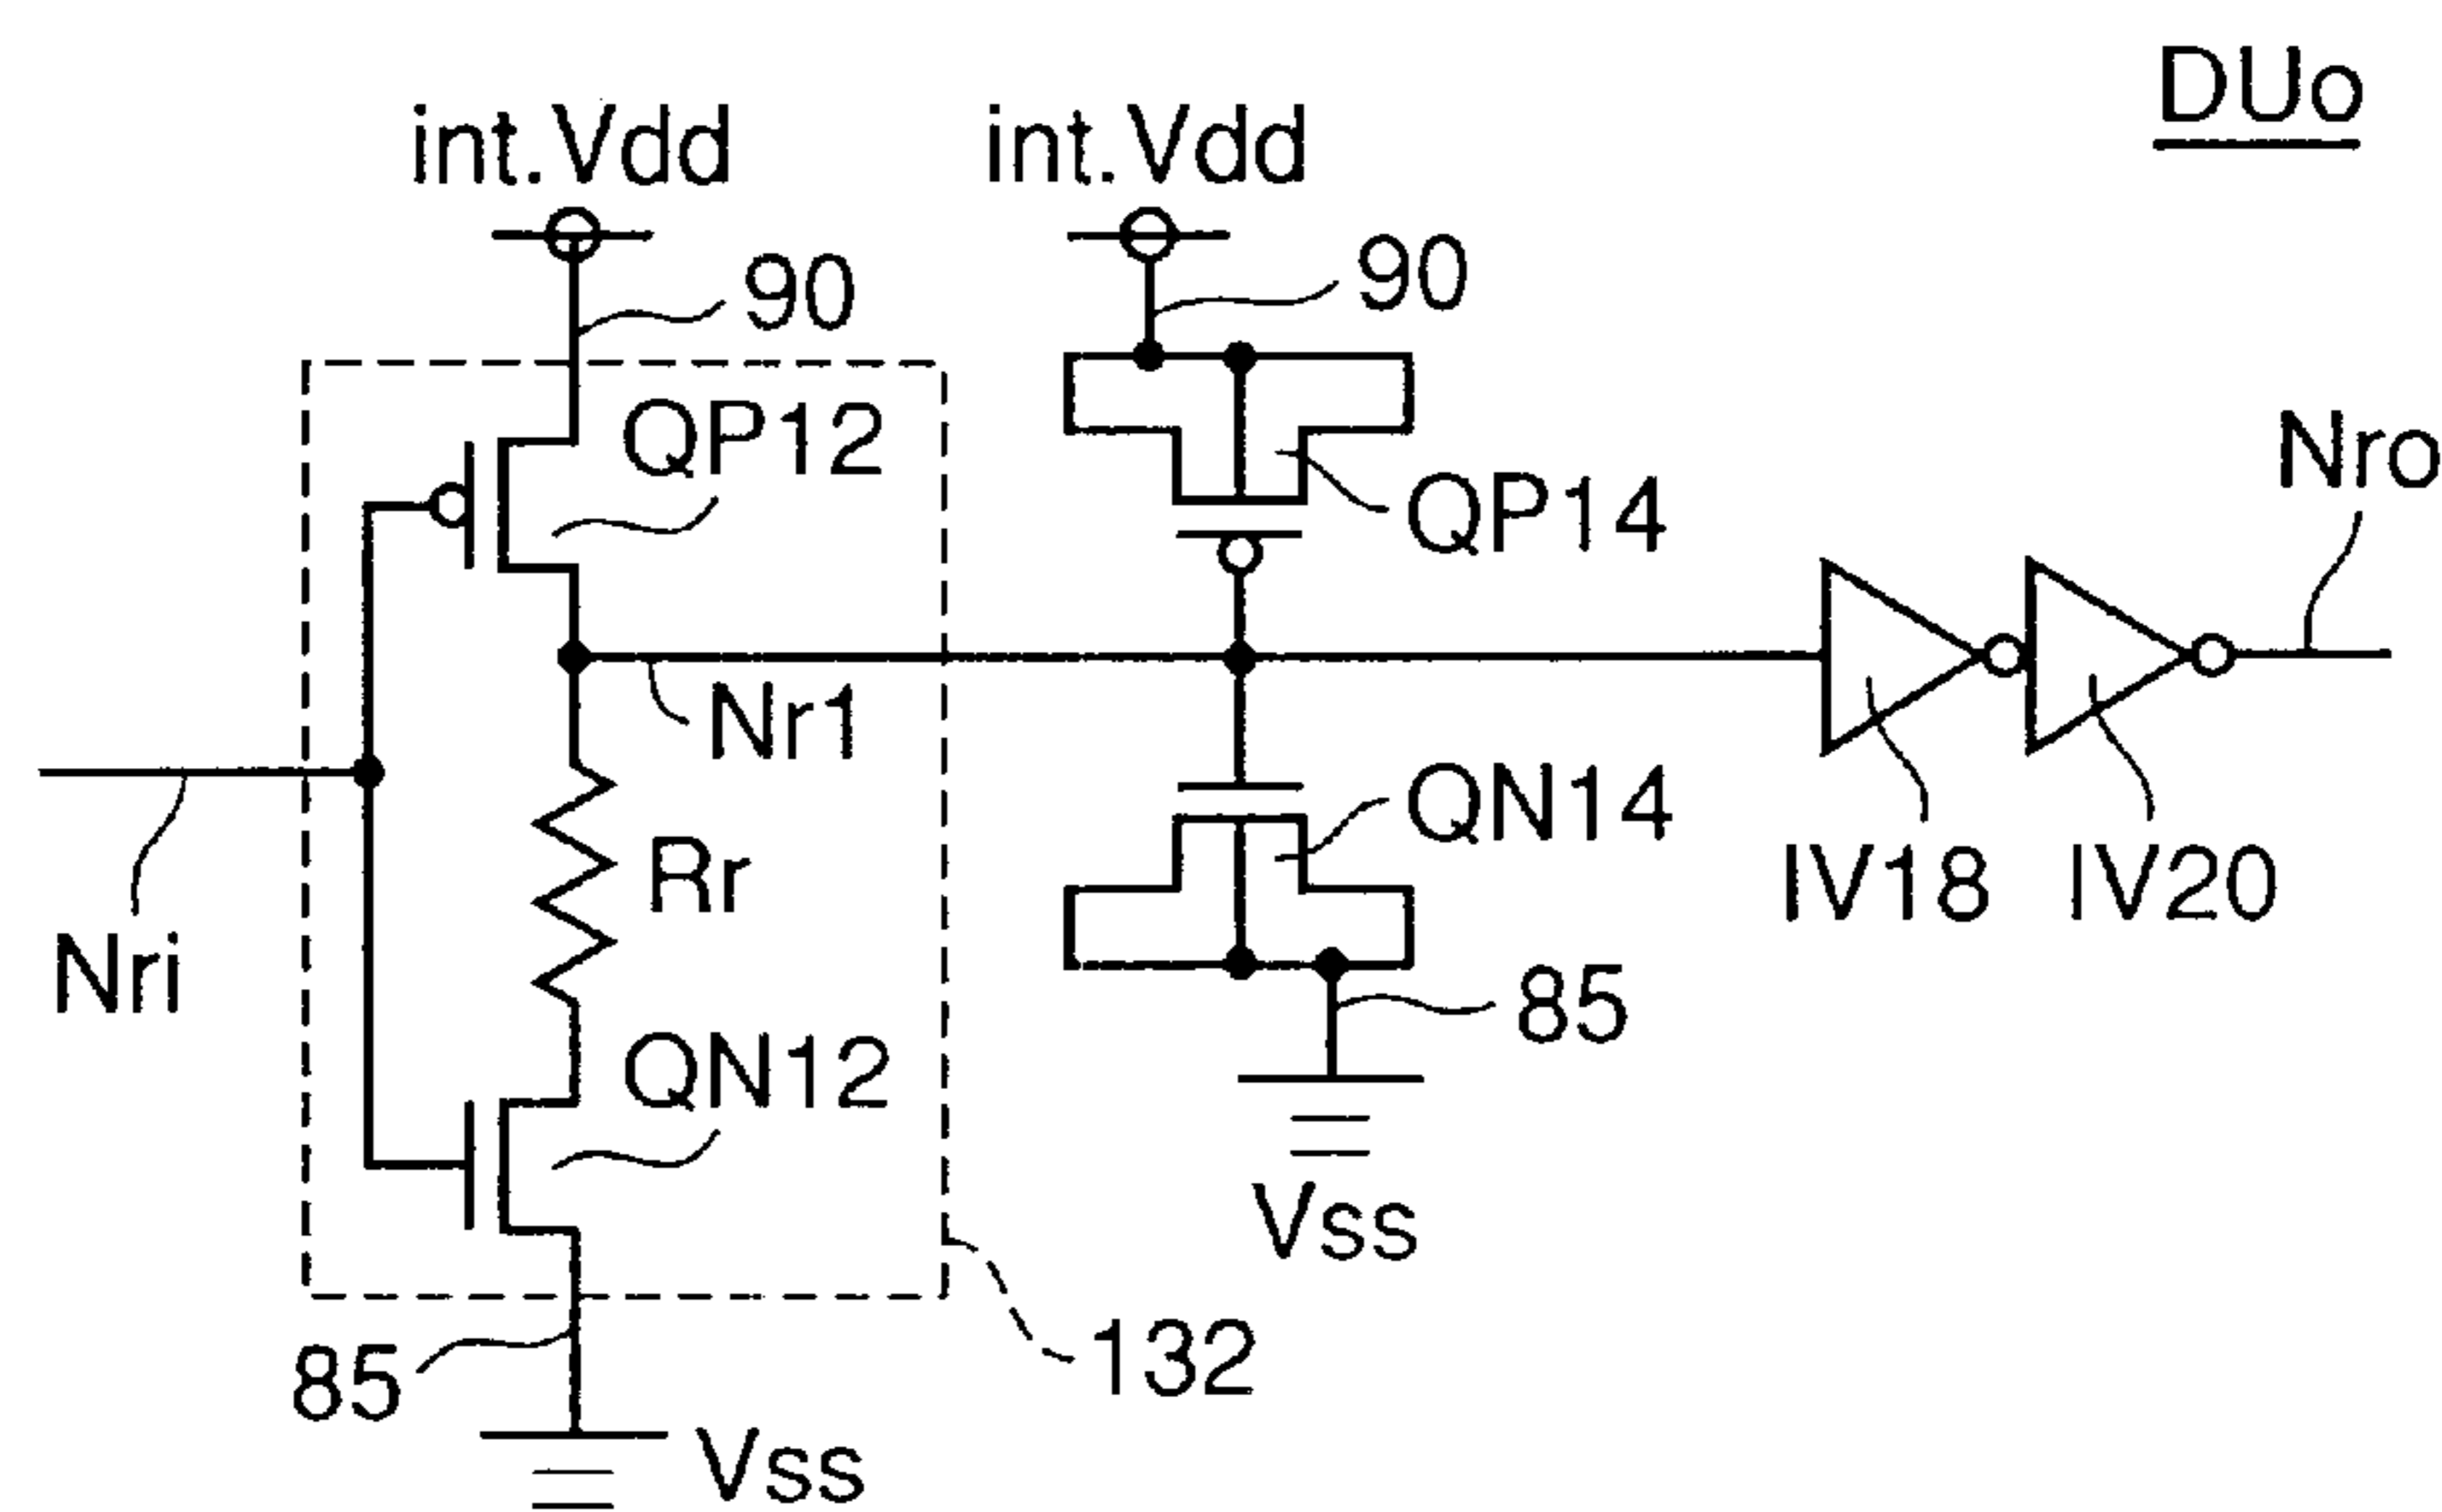 DUo
int.Vdd
int.Vdd
90
90
QP12
QP14
Nro
Nr1
QN14
Rr
IV18
IV20
Nri
85
QN12
Vss
132
85
Vss